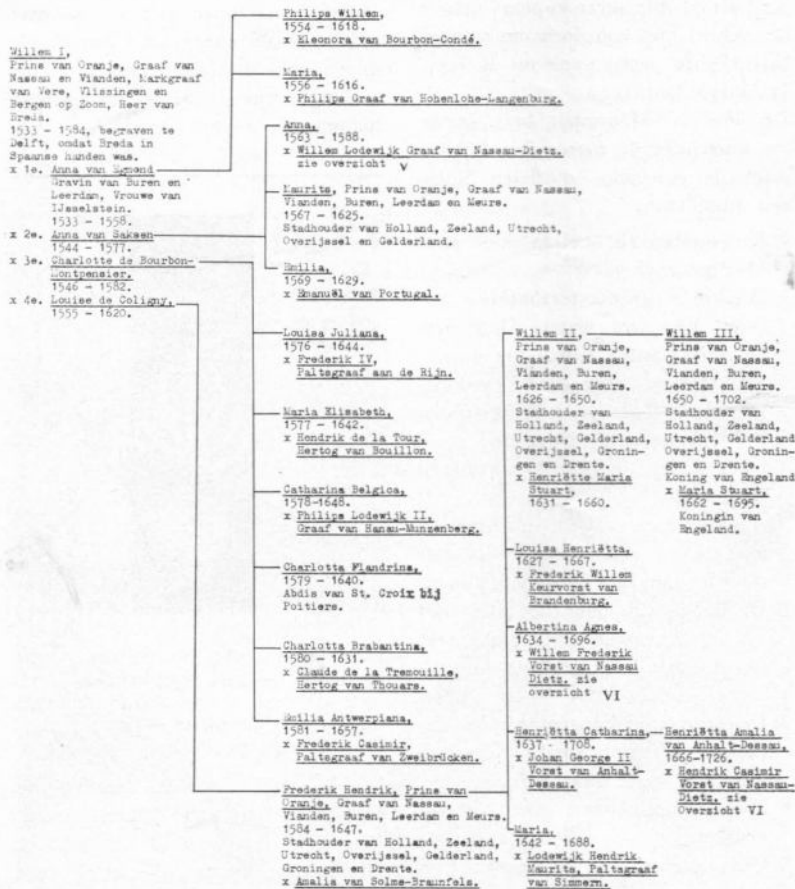 Willem I,
Prins van Oranje, Graaf van
Nassau en Vianden, Markgraaf
van Vere, Vlissingen en
Bergen op Zoom, Heer van
Breda.
1533 - 1584, begraven te
Delft, omdat Breda in
Spaanse handen was.
x 1e. Anna van Egmond
Gravin van Buren en
Leerdam, Vrouwe van
IJsselstein.
1533 - 1558.
x 2e. Anna van Saksen
1544 - 1577.
x 3e. Charlotte de Bourbon-
Montpensier.
1546 - 1582.
x 4e. Louise de Coligny,
1555 - 1620.
Philips Willem,
1554 - 1618.
x Eleonora van Bourbon-Condé.
Maria,
1556 - 1616.
x Philips Graaf van Hohenlohe-Langenburg.
Anna,
1563 - 1588.
x Willem Lodewijk Graaf van Nassau-Dietz.
zie overzicht V
Maurits, Prins van Oranje, Graaf van Nassau,
Vianden, Buren, Leerdam en Meurs.
1567 - 1625.
Stadhouder van Holland, Zeeland, Utrecht,
Overijssel en Gelderland.
Emilia,
1569 - 1629.
x Emanuël van Portugal.
Louisa Juliana,
1576 - 1644.
x Frederik IV,
Paltsgraaf aan de Rijn.
Maria Elisabeth,
1577 - 1642.
x Hendrik de la Tour,
Hertog van Bouillon.
Catharina Belgica,
1578-1648.
x Philips Lodewijk II,
Graaf van Hanau-Munzenberg.
Charlotta Flandrina,
1579 - 1640.
Abdis van St. Croix bij
Poitiers.
Charlotta Brabantina,
1580 - 1631.
x Claude de la Tremouille,
Hertog van Thouars.
Emilia Antwerpiana,
1581 - 1657.
x Frederik Casimir,
Paltsgraaf van Zweibrücken.
Frederik Hendrik, Prins van
Oranje, Graaf van Nassau,
Vianden, Buren, Leerdam en Meurs.
1584 - 1647.
Stadhouder van Holland, Zeeland,
Utrecht, Overijssel, Gelderland,
Groningen en Drente.
x Amalia van Solms-Braunfels.
Willem II,
Prins van Oranje,
Graaf van Nassau,
Vianden, Buren,
Leerdam en Meurs.
1626 - 1650.
Stadhouder van
Holland, Zeeland,
Utrecht, Gelderland,
Overijssel, Gronin-
gen en Drente.
x Henriëtte Maria
Stuart,
1631 - 1660.
Willem III,
Prins van Oranje,
Graaf van Nassau,
Vianden, Buren,
Leerdam en Meurs.
1650 - 1702.
Stadhouder van
Holland, Zeeland,
Utrecht, Gelderland
Overijssel, Gronin-
gen en Drente.
Koning van Engeland
x Maria Stuart,
1662 - 1695.
Koningin van
Engeland.
Louisa Henriëtta,
1627 - 1667.
x Frederik Willem
Keurvorst van
Brandenburg.
Albertina Agnes,
1634 - 1696.
x Willem Frederik
Vorst van Nassau
Dietz. zie
overzicht VI
Henriëtta Catharina,
1637 - 1708.
x Johan George II
Vorst van Anhalt-
Dessau.
Henriëtta Amalia
van Anhalt-Dessau,
1666-1726.
x Hendrik Casimir
Vorst van Nassau-
Dietz. zie
Overzicht VI
Maria,
1642 - 1688.
x Lodewijk Hendrik
Maurits, Paltsgraaf
van Simmern.